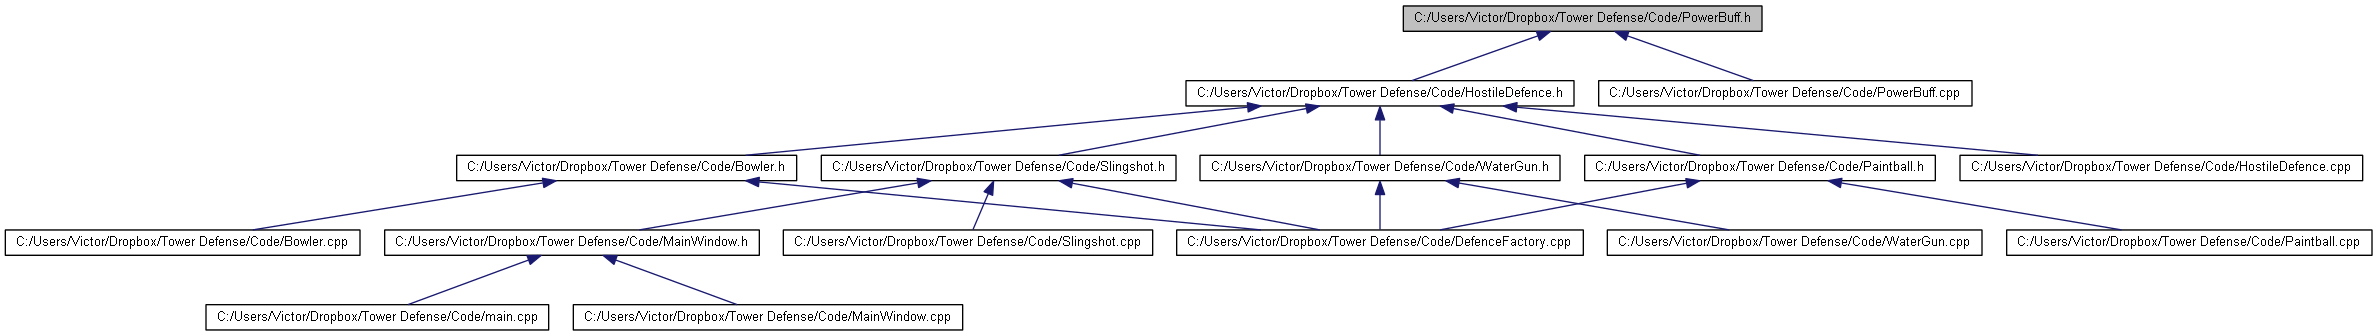 C:/Users/Victor/Dropbox/Tower Defense/Code/PowerBuff.h
C:/Users/Victor/Dropbox/Tower Defense/Code/HostileDefence.h
C:/Users/Victor/Dropbox/Tower Defense/Code/PowerBuff.cpp
C:/Users/Victor/Dropbox/Tower Defense/Code/Bowler.h
C:/Users/Victor/Dropbox/Tower Defense/Code/Slingshot.h
C:/Users/Victor/Dropbox/Tower Defense/Code/WaterGun.h
C:/Users/Victor/Dropbox/Tower Defense/Code/Paintball.h
C:/Users/Victor/Dropbox/Tower Defense/Code/HostileDefence.cpp
C:/Users/Victor/Dropbox/Tower Defense/Code/Bowler.cpp
C:/Users/Victor/Dropbox/Tower Defense/Code/MainWindow.h
C:/Users/Victor/Dropbox/Tower Defense/Code/Slingshot.cpp
C:/Users/Victor/Dropbox/Tower Defense/Code/DefenceFactory.cpp
C:/Users/Victor/Dropbox/Tower Defense/Code/WaterGun.cpp
C:/Users/Victor/Dropbox/Tower Defense/Code/Paintball.cpp
C:/Users/Victor/Dropbox/Tower Defense/Code/main.cpp
C:/Users/Victor/Dropbox/Tower Defense/Code/MainWindow.cpp